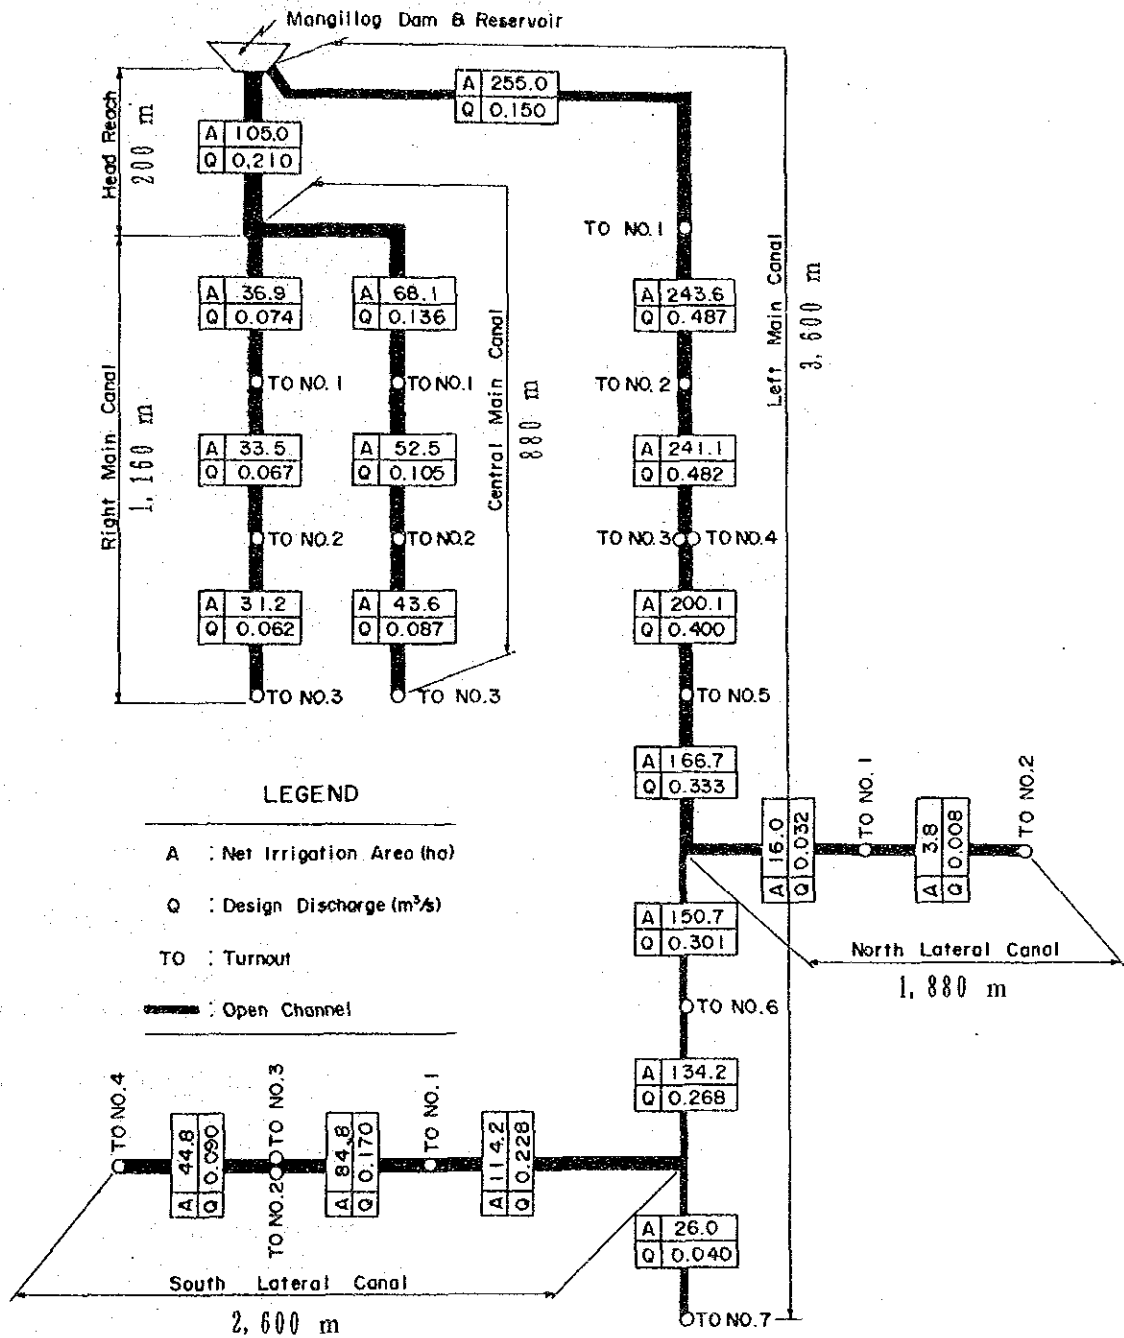 Mangillog Dam & Reservoir
A 255.0
Q 0.150
Head Reach
200 m
A 105.0
Q 0.210
TO NO.1
A 36.9
Q 0.074
A 68.1
Q 0.136
A 243.6
Q 0.487
Left Main Canal
3,600 m
TO NO.1
TO NO.1
TO NO.2
Central Main Canal
880 m
Right Main Canal
1,160 m
A 33.5
Q 0.067
A 52.5
Q 0.105
A 241.1
Q 0.482
TO NO.2
TO NO.2
TO NO.3
TO NO.4
A 31.2
Q 0.062
A 43.6
Q 0.087
A 200.1
Q 0.400
TO NO.3
TO NO.3
TO NO.5
A 166.7
Q 0.333
A 16.0
Q 0.032
TO NO.1
A 3.8
Q 0.008
TO NO.2
LEGEND
A : Net Irrigation Area (ha)
Q : Design Discharge (m³/s)
TO : Turnout
: Open Channel
A 150.7
Q 0.301
North Lateral Canal
1,880 m
TO NO.6
A 134.2
Q 0.268
TO NO.4
A 44.8
Q 0.090
TO NO.3
TO NO.2
A 84.8
Q 0.170
TO NO.1
A 114.2
Q 0.228
A 26.0
Q 0.040
South Lateral Canal
2,600 m
TO NO.7